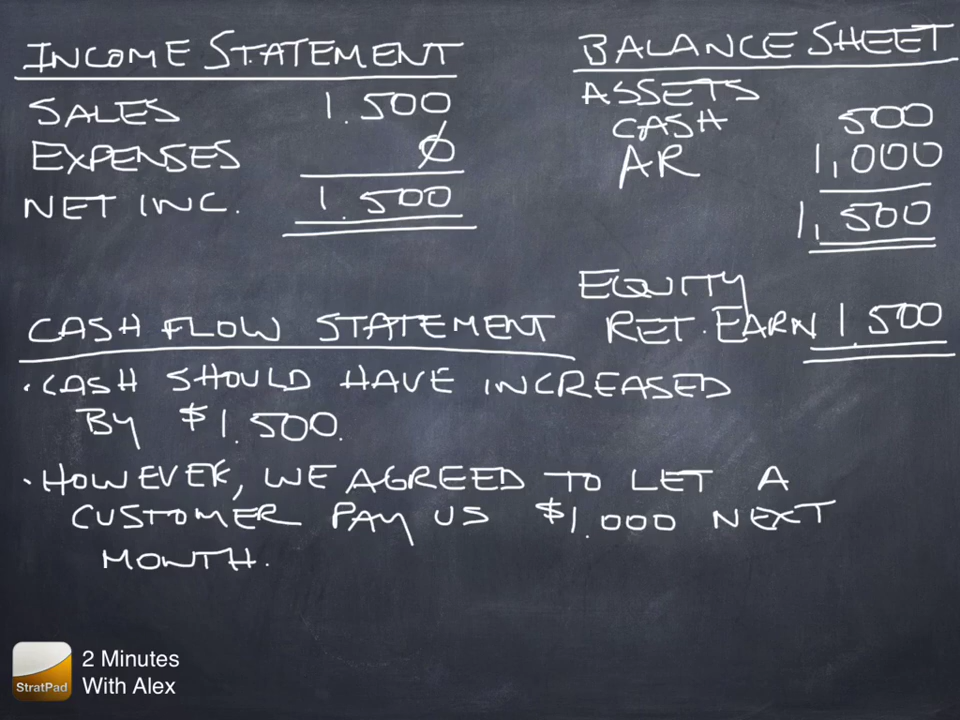 INCOME STATEMENT
SALES 1.500
EXPENSES 0
NET INC. 1.500
BALANCE SHEET
ASSETS
CASH 500
AR 1,000
1,500
EQUITY
RET. EARN 1.500
CASH FLOW STATEMENT
· CASH SHOULD HAVE INCREASED
BY $1.500.
· HOWEVER, WE AGREED TO LET A
CUSTOMER PAY US $1.000 NEXT
MONTH.
StratPad
2 Minutes
With Alex